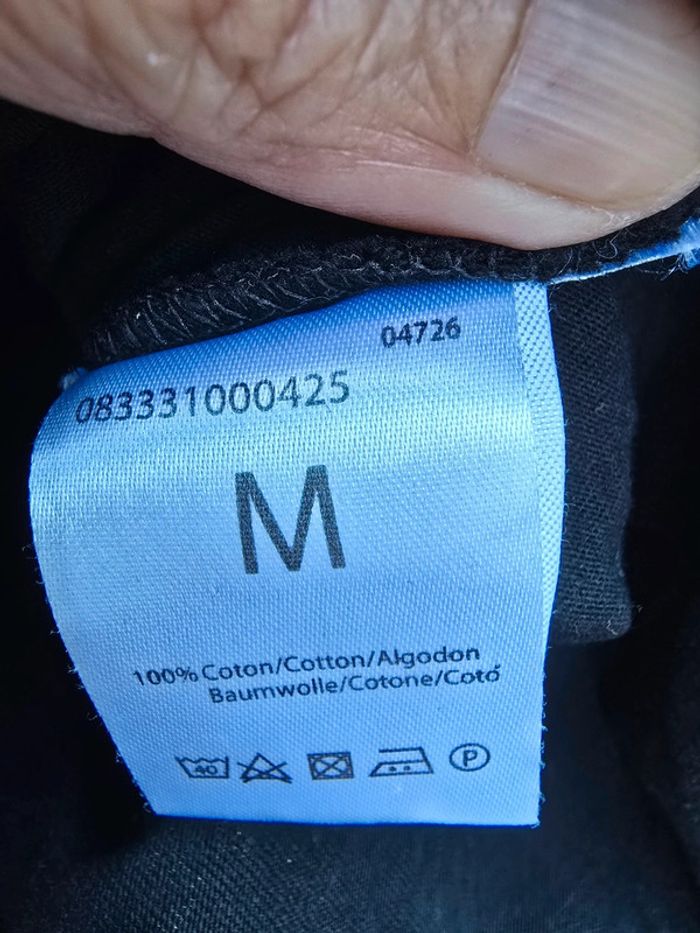 04726
083331000425
M
100% Coton/Cotton/Algodon
Baumwolle/Cotone/Cotó
40
P